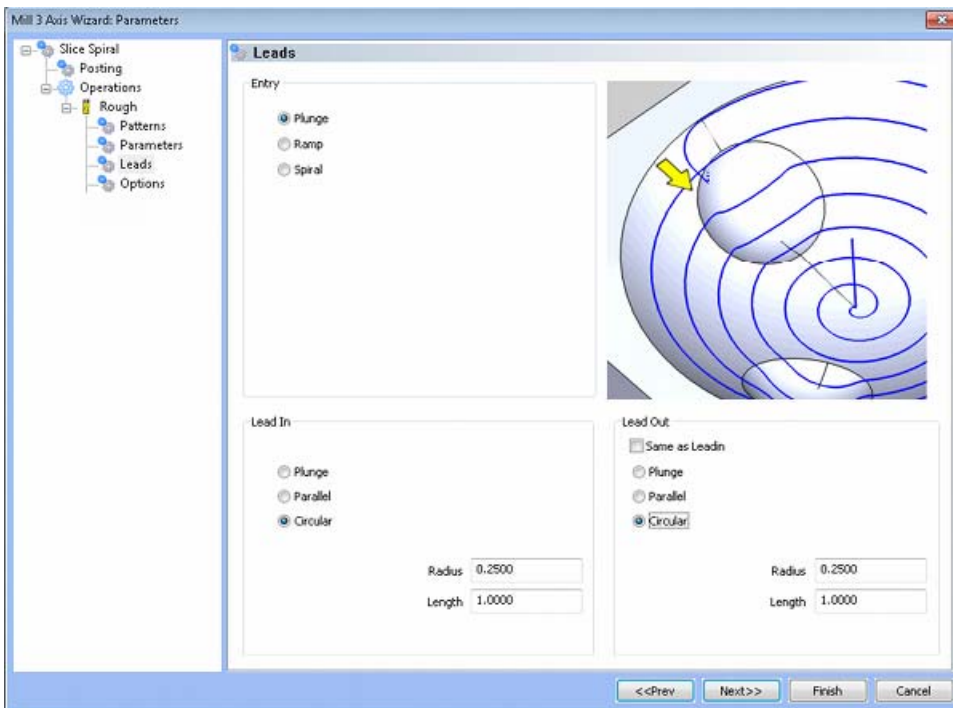 Mill 3 Axis Wizard: Parameters
Slice Spiral
Posting
Operations
Rough
Patterns
Parameters
Leads
Options
Leads
Entry
Plunge
Ramp
Spiral
Lead In
Plunge
Parallel
Circular
Radius 0.2500
Length 1.0000
Lead Out
Same as Leadin
Plunge
Parallel
Circular
Radius 0.2500
Length 1.0000
<<Prev Next>> Finish Cancel